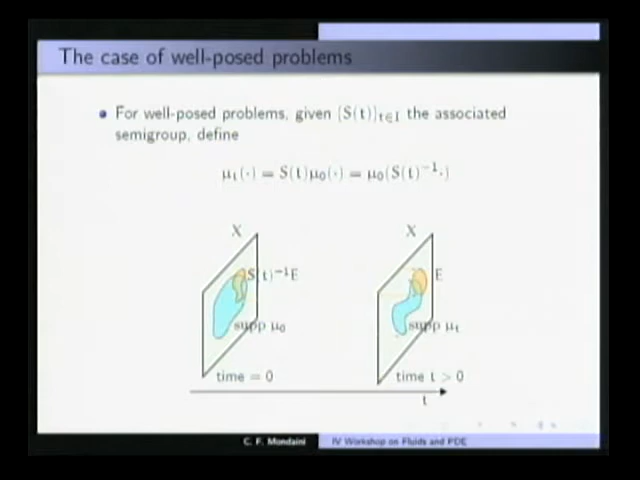 The case of well-posed problems
For well-posed problems, given {S(t)}t∈I the associated
semigroup, define
μt(·) = S(t)μ0(·) = μ0(S(t)⁻¹·)
X X
S(t)⁻¹E E
supp μ0 supp μt
time = 0 time t > 0
t
C. F. Mondaini IV Workshop on Fluids and PDE